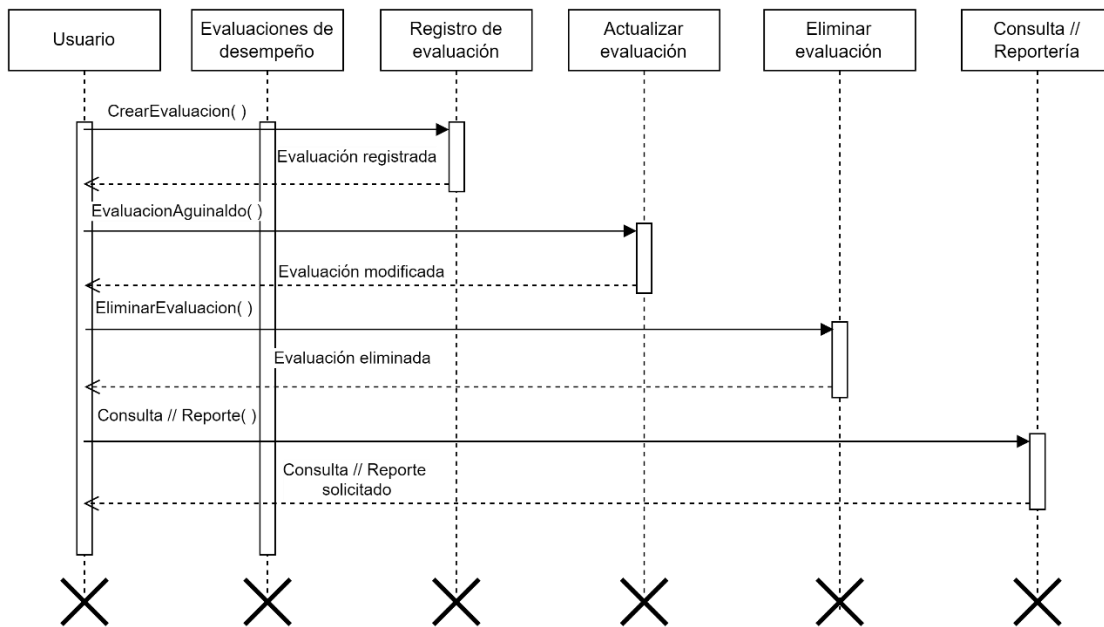 Usuario
Evaluaciones de
desempeño
Registro de
evaluación
Actualizar
evaluación
Eliminar
evaluación
Consulta //
Reportería
CrearEvaluacion( )
Evaluación registrada
EvaluacionAguinaldo( )
Evaluación modificada
EliminarEvaluacion( )
Evaluación eliminada
Consulta // Reporte( )
Consulta // Reporte
solicitado